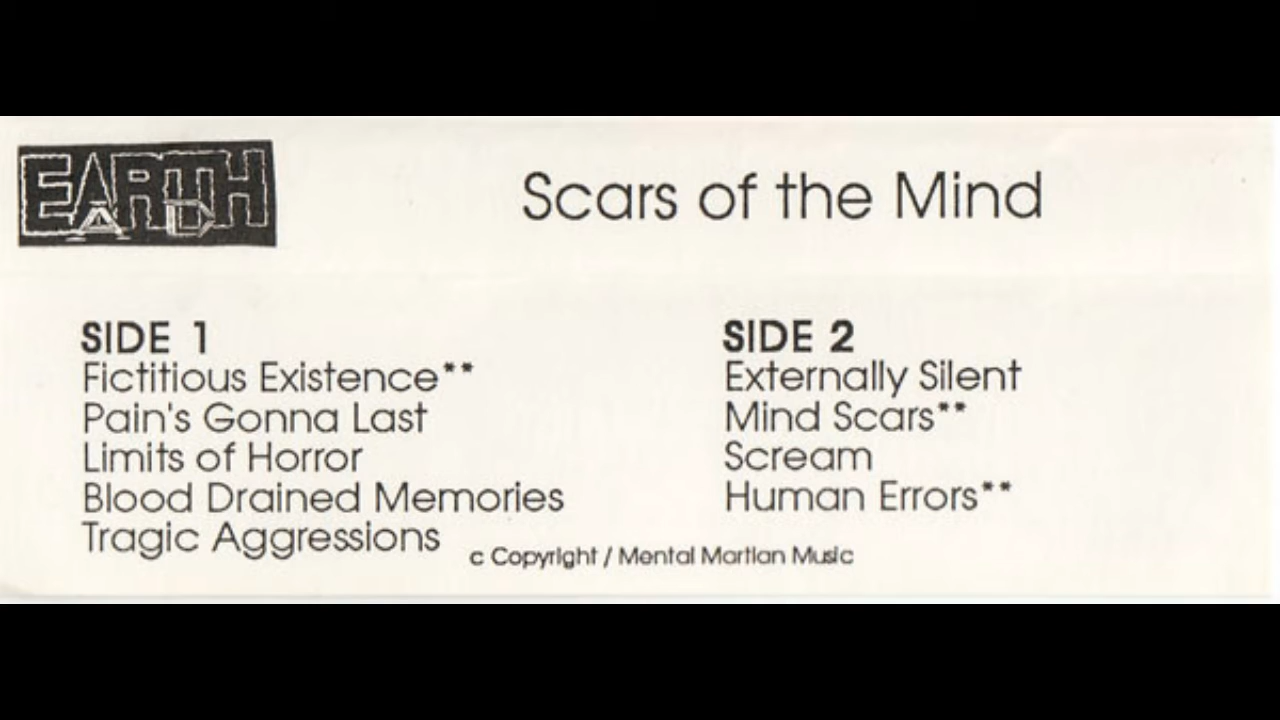 EARTH
A.D.
Scars of the Mind
SIDE 1
Fictitious Existence**
Pain's Gonna Last
Limits of Horror
Blood Drained Memories
Tragic Aggressions
SIDE 2
Externally Silent
Mind Scars**
Scream
Human Errors**
c Copyright / Mental Martian Music